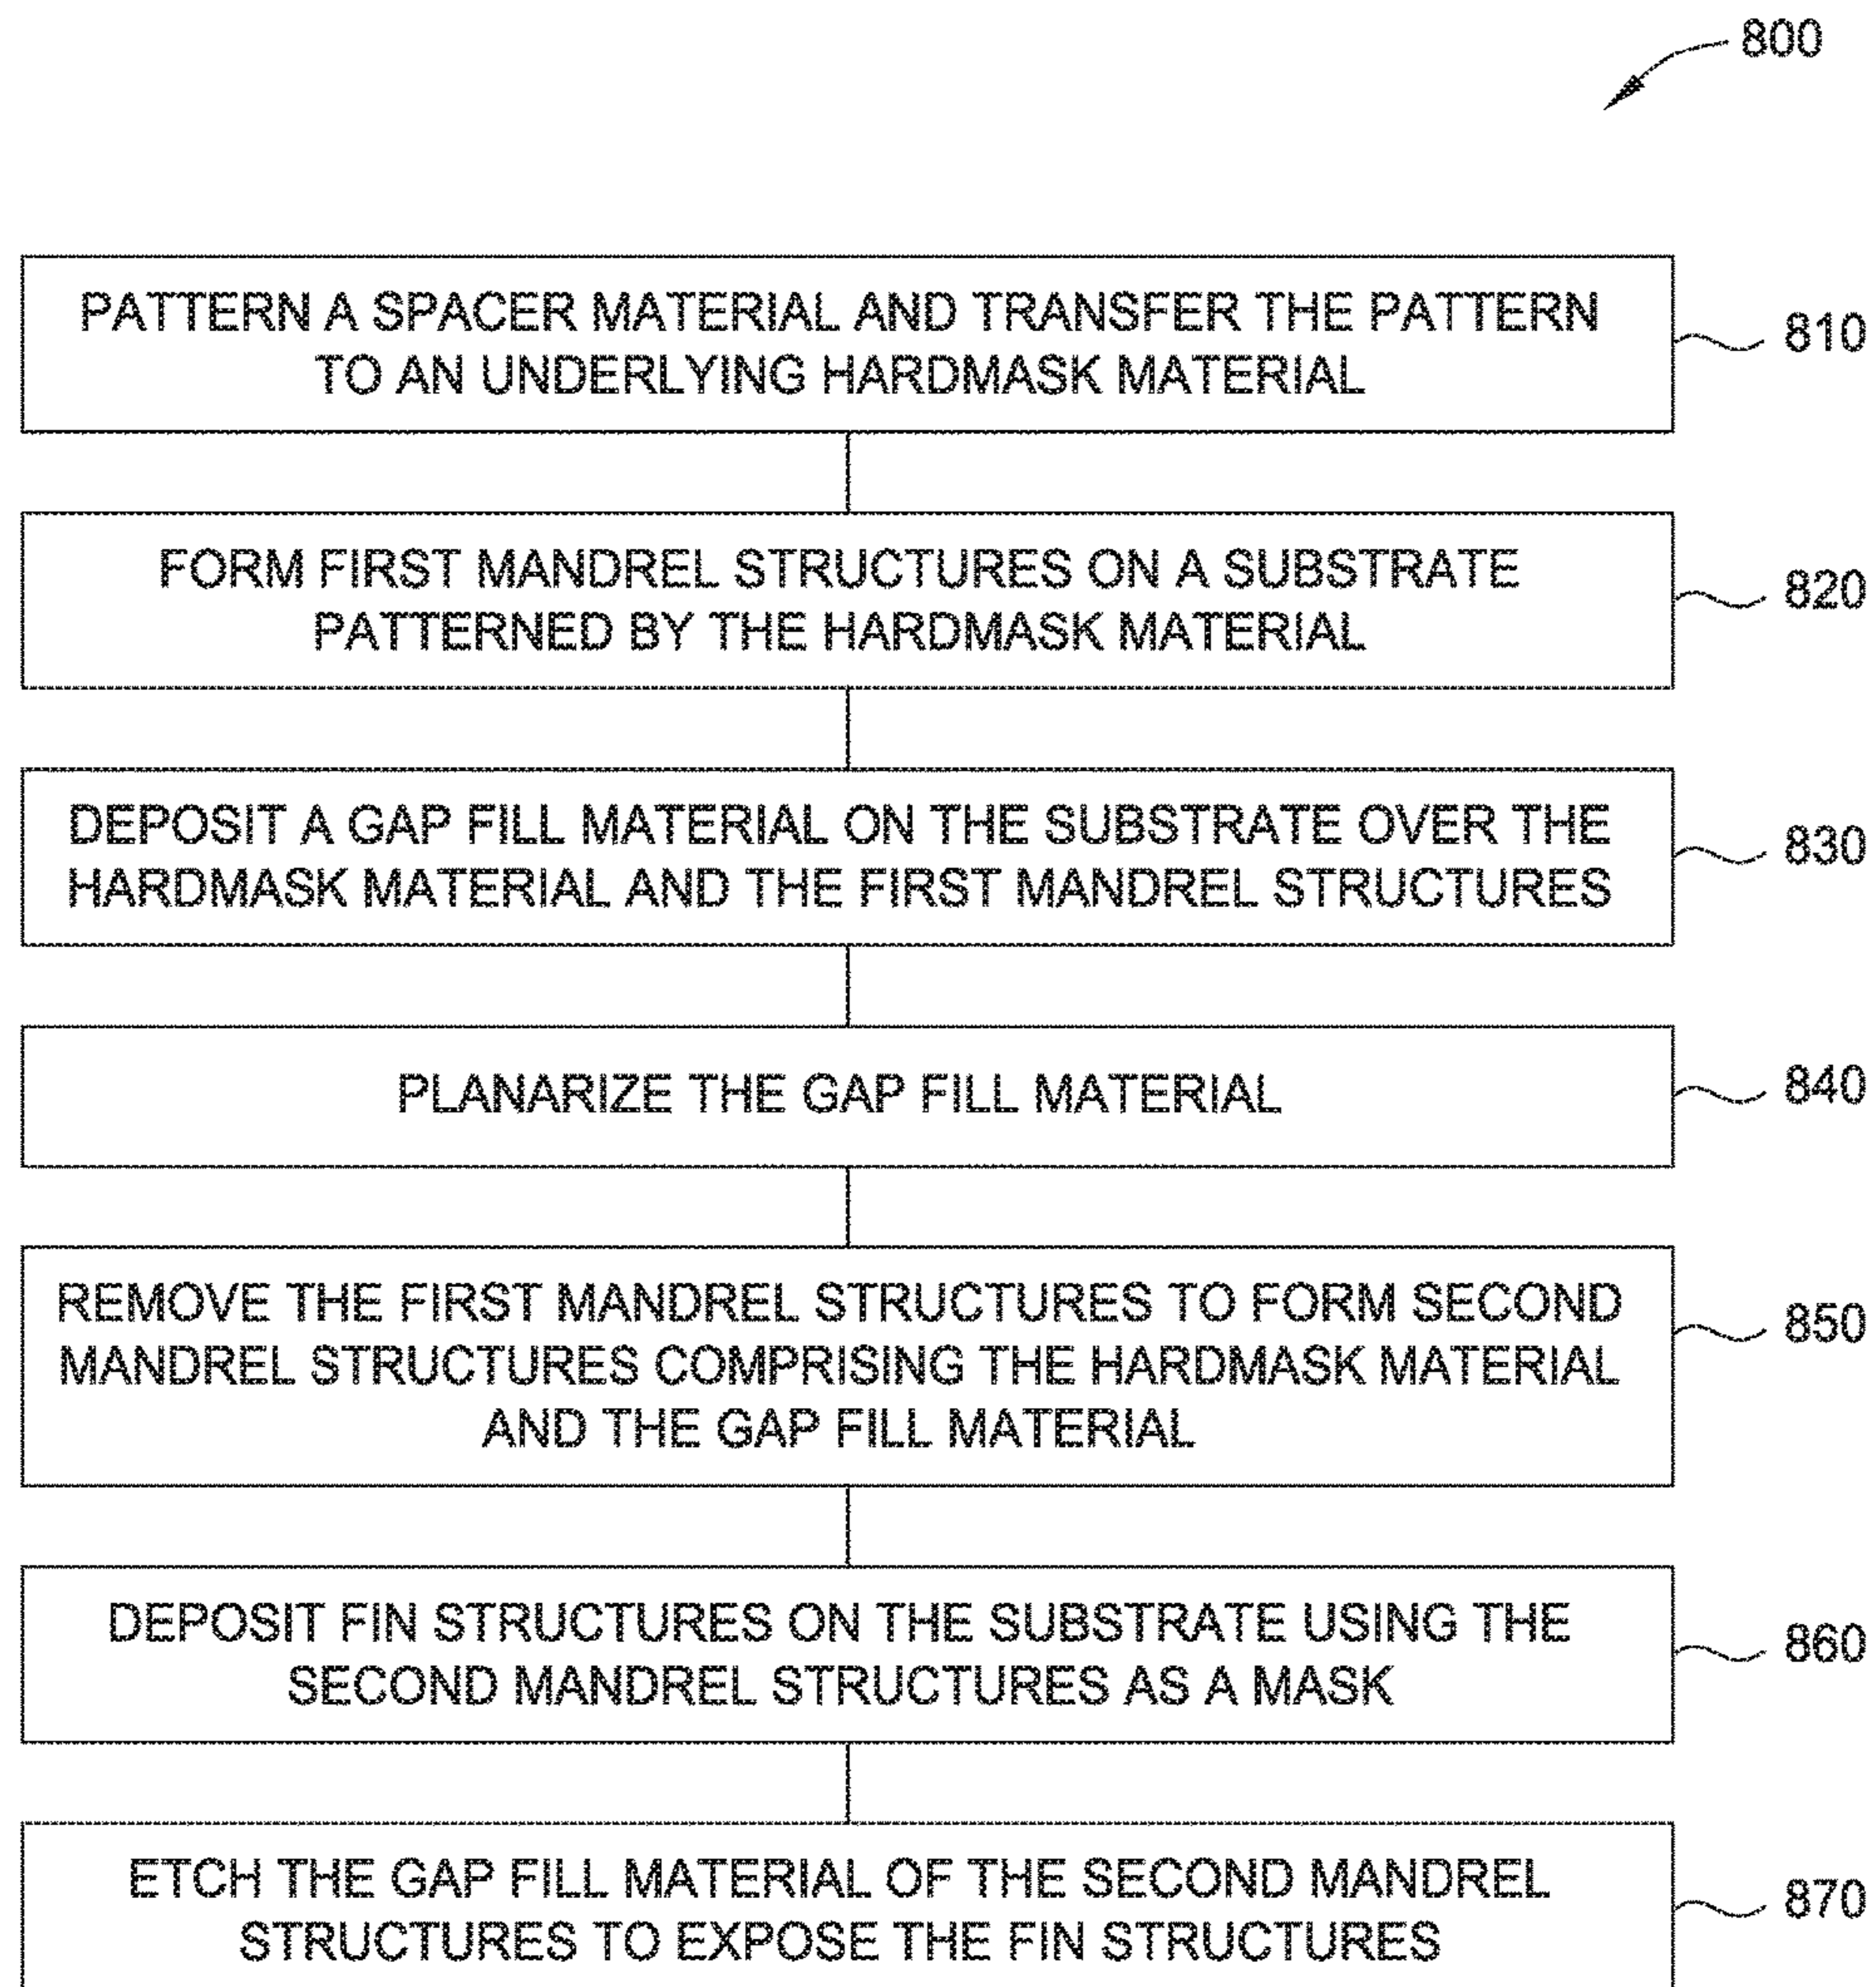 800
PATTERN A SPACER MATERIAL AND TRANSFER THE PATTERN
TO AN UNDERLYING HARDMASK MATERIAL
810
FORM FIRST MANDREL STRUCTURES ON A SUBSTRATE
PATTERNED BY THE HARDMASK MATERIAL
820
DEPOSIT A GAP FILL MATERIAL ON THE SUBSTRATE OVER THE
HARDMASK MATERIAL AND THE FIRST MANDREL STRUCTURES
830
PLANARIZE THE GAP FILL MATERIAL
840
REMOVE THE FIRST MANDREL STRUCTURES TO FORM SECOND
MANDREL STRUCTURES COMPRISING THE HARDMASK MATERIAL
AND THE GAP FILL MATERIAL
850
DEPOSIT FIN STRUCTURES ON THE SUBSTRATE USING THE
SECOND MANDREL STRUCTURES AS A MASK
860
ETCH THE GAP FILL MATERIAL OF THE SECOND MANDREL
STRUCTURES TO EXPOSE THE FIN STRUCTURES
870